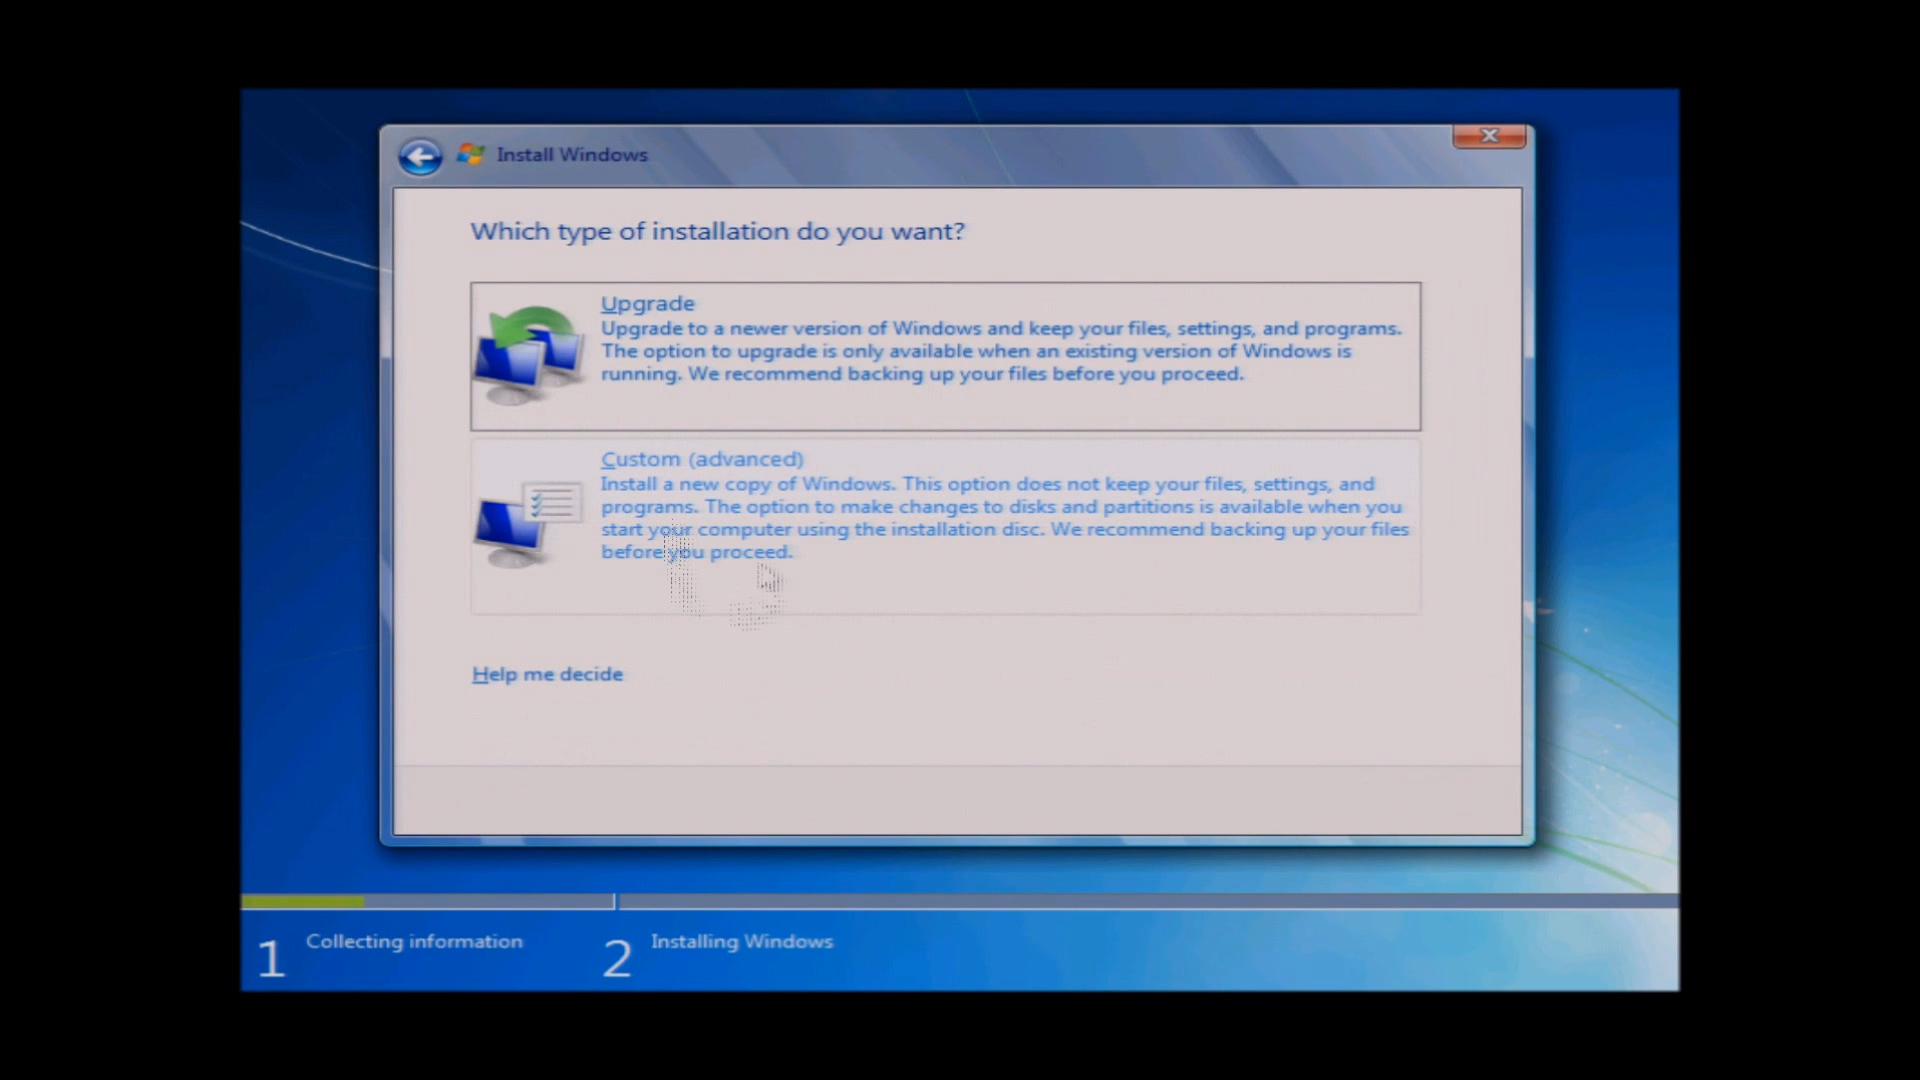 Install Windows
Which type of installation do you want?
Upgrade
Upgrade to a newer version of Windows and keep your files, settings, and programs.
The option to upgrade is only available when an existing version of Windows is
running. We recommend backing up your files before you proceed.
Custom (advanced)
Install a new copy of Windows. This option does not keep your files, settings, and
programs. The option to make changes to disks and partitions is available when you
start your computer using the installation disc. We recommend backing up your files
before you proceed.
Help me decide
1 Collecting information
2 Installing Windows